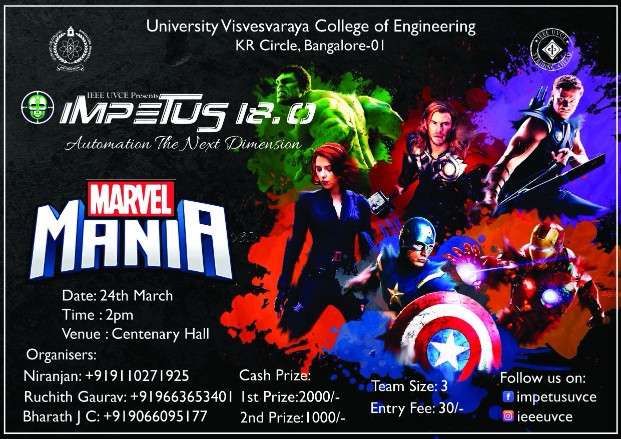 University Visvesvaraya College of Engineering
KR Circle, Bangalore-01
IEEE UVCE Presents
IMPETUS 18.0
Automation The Next Dimension
MARVEL
MANIA
Date: 24th March
Time : 2pm
Venue : Centenary Hall
Organisers:
Niranjan: +919110271925
Ruchith Gaurav: +919663653401
Bharath J C: +919066095177
Cash Prize:
1st Prize:2000/-
2nd Prize:1000/-
Team Size: 3
Entry Fee: 30/-
Follow us on:
impetusuvce
ieeeuvce